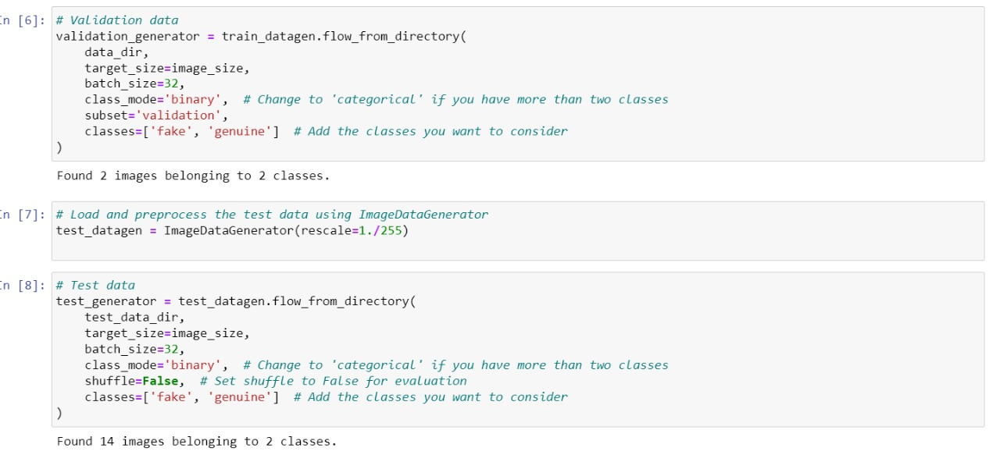 In [6]: # Validation data
validation_generator = train_datagen.flow_from_directory(
    data_dir,
    target_size=image_size,
    batch_size=32,
    class_mode='binary',  # Change to 'categorical' if you have more than two classes
    subset='validation',
    classes=['fake', 'genuine']  # Add the classes you want to consider
)
Found 2 images belonging to 2 classes.
In [7]: # Load and preprocess the test data using ImageDataGenerator
test_datagen = ImageDataGenerator(rescale=1./255)
In [8]: # Test data
test_generator = test_datagen.flow_from_directory(
    test_data_dir,
    target_size=image_size,
    batch_size=32,
    class_mode='binary',  # Change to 'categorical' if you have more than two classes
    shuffle=False,  # Set shuffle to False for evaluation
    classes=['fake', 'genuine']  # Add the classes you want to consider
)
Found 14 images belonging to 2 classes.